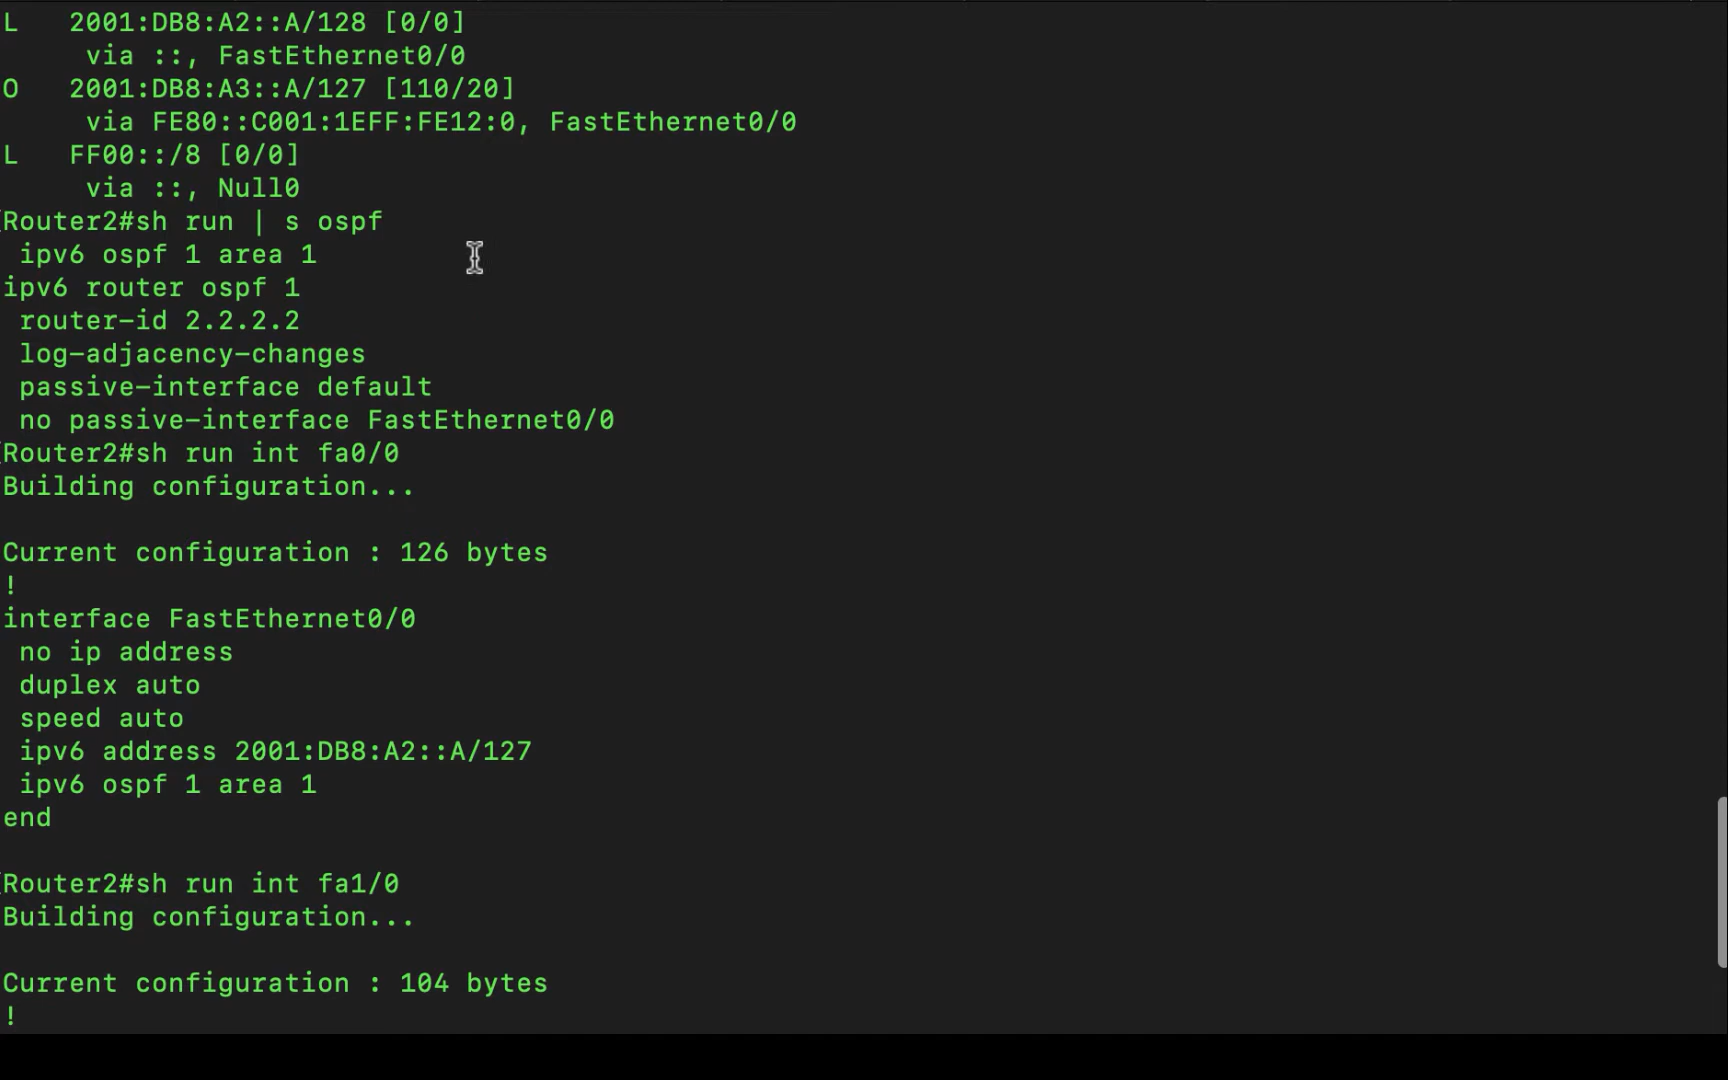 L   2001:DB8:A2::A/128 [0/0]
     via ::, FastEthernet0/0
O   2001:DB8:A3::A/127 [110/20]
     via FE80::C001:1EFF:FE12:0, FastEthernet0/0
L   FF00::/8 [0/0]
     via ::, Null0
Router2#sh run | s ospf
 ipv6 ospf 1 area 1
ipv6 router ospf 1
 router-id 2.2.2.2
 log-adjacency-changes
 passive-interface default
 no passive-interface FastEthernet0/0
Router2#sh run int fa0/0
Building configuration...

Current configuration : 126 bytes
!
interface FastEthernet0/0
 no ip address
 duplex auto
 speed auto
 ipv6 address 2001:DB8:A2::A/127
 ipv6 ospf 1 area 1
end

Router2#sh run int fa1/0
Building configuration...

Current configuration : 104 bytes
!